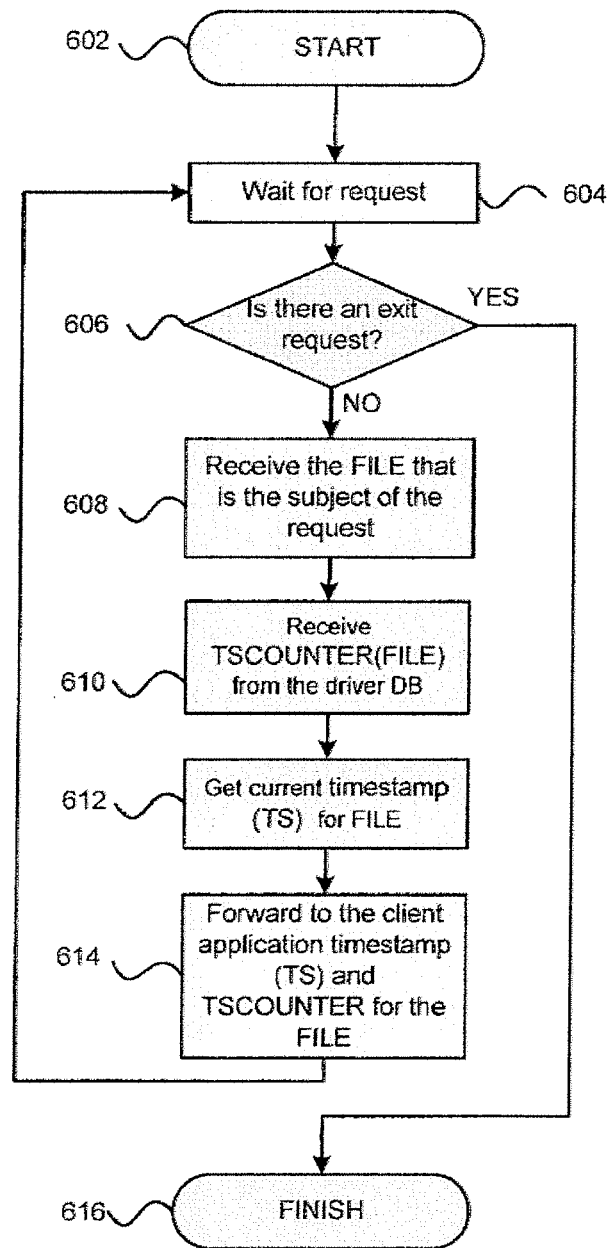 602
START
Wait for request
604
606
Is there an exit
request?
YES
NO
608
Receive the FILE that
is the subject of the
request
610
Receive
TSCOUNTER(FILE)
from the driver DB
612
Get current timestamp
(TS) for FILE
614
Forward to the client
application timestamp
(TS) and
TSCOUNTER for the
FILE
616
FINISH